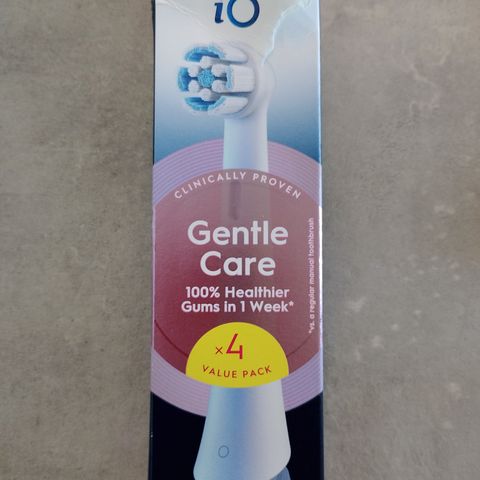 iO
CLINICALLY PROVEN
Gentle
Care
100% Healthier
Gums in 1 Week*
*vs. a regular manual toothbrush
x4
VALUE PACK